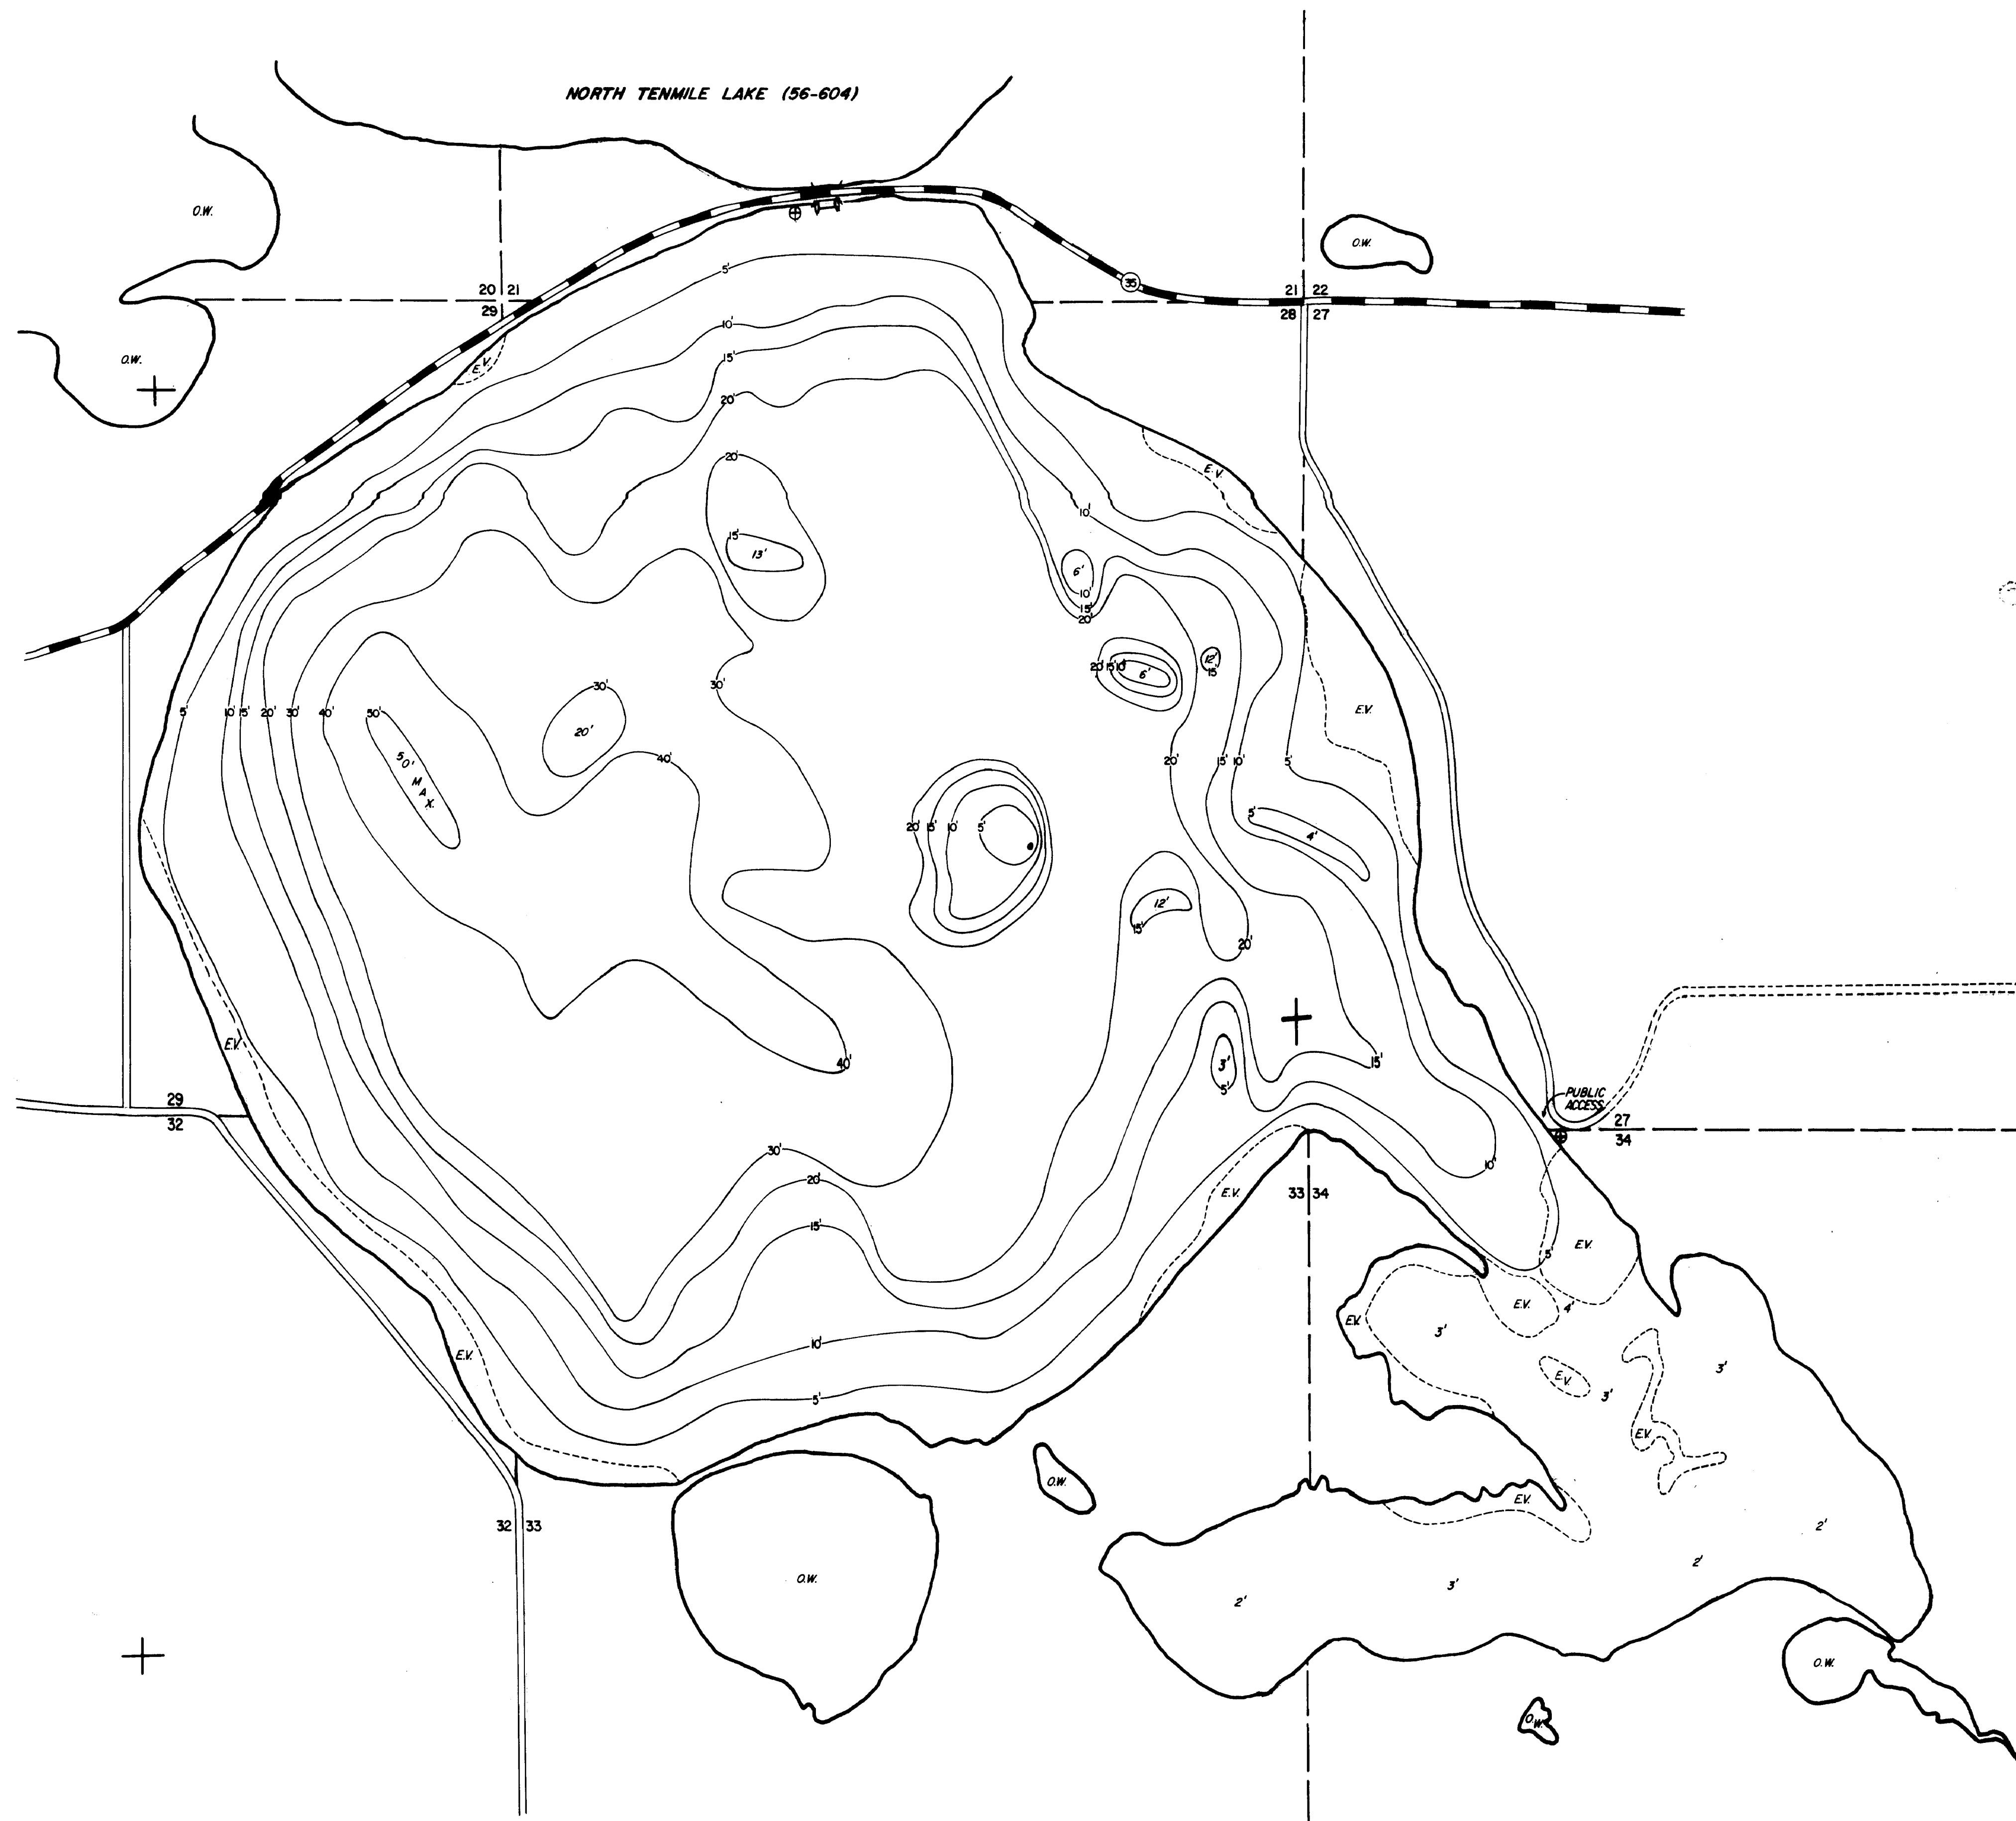 NORTH TENMILE LAKE (56-604)
O.W.
O.W.
O.W.
20 21
29
21 22
28 27
35
E.V.
5'
10'
15'
20'
20'
15'
13'
E.V.
10'
6'
10'
15'
20'
20' 15' 10'
6'
12'
15'
5' 10' 15' 20' 30' 40' 50'
50' MAX.
30'
20'
30'
40'
E.V.
20' 15' 10' 5'
20' 15' 10' 5'
5'
4'
12'
15'
20'
E.V.
3'
5'
15'
40'
PUBLIC
ACCESS
29
32
27
34
30'
20'
15'
10'
5'
10'
5'
E.V.
33 34
E.V.
E.V.
E.V.
4'
E.V.
3'
E.V.
3'
3'
E.V.
E.V.
O.W.
E.V.
32 33
O.W.
2'
3'
2'
2'
O.W.
O.W.